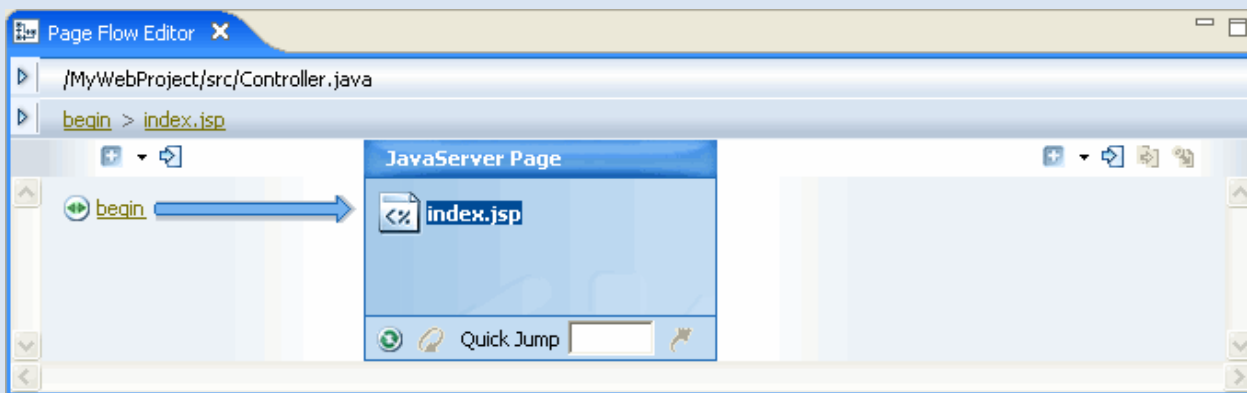 Page Flow Editor
/MyWebProject/src/Controller.java
begin > index.jsp
JavaServer Page
begin
<% index.jsp
Quick Jump